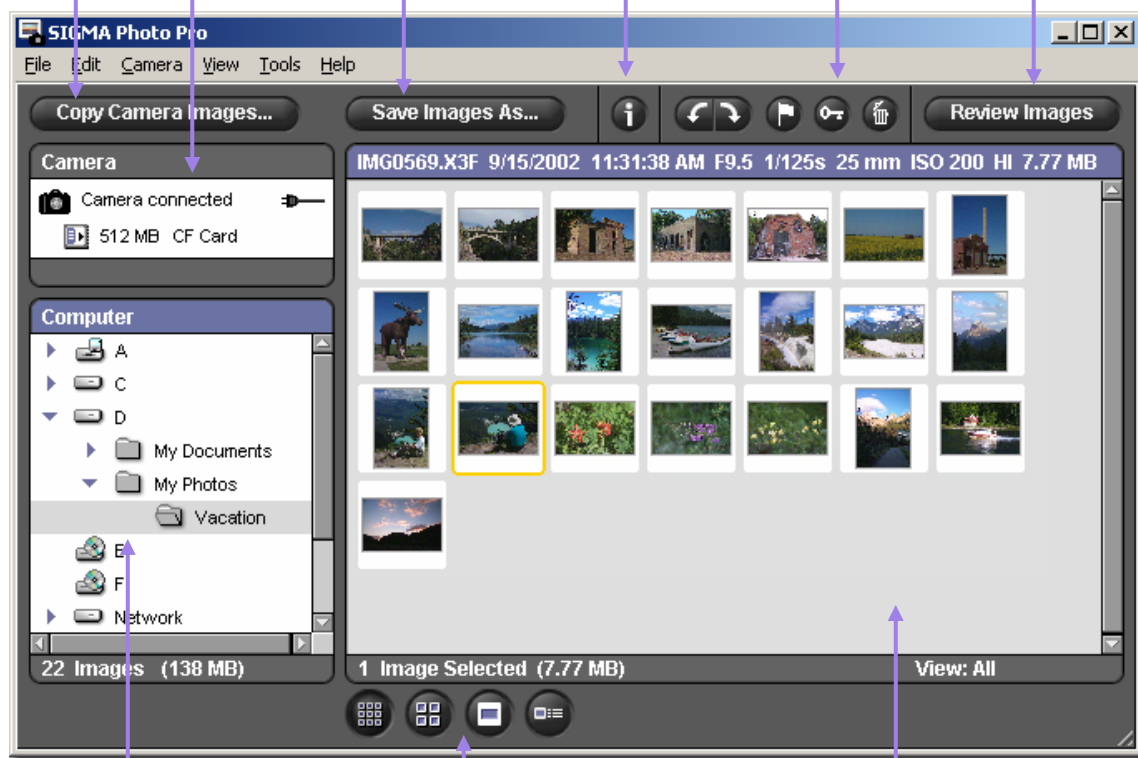 SIGMA Photo Pro
File Edit Camera View Tools Help
Copy Camera Images...
Save Images As...
Review Images
Camera
IMG0569.X3F 9/15/2002 11:31:38 AM F9.5 1/125s 25 mm ISO 200 HI 7.77 MB
Camera connected
512 MB CF Card
Computer
A
C
D
My Documents
My Photos
Vacation
E
F
Network
22 Images (138 MB)
1 Image Selected (7.77 MB)
View: All